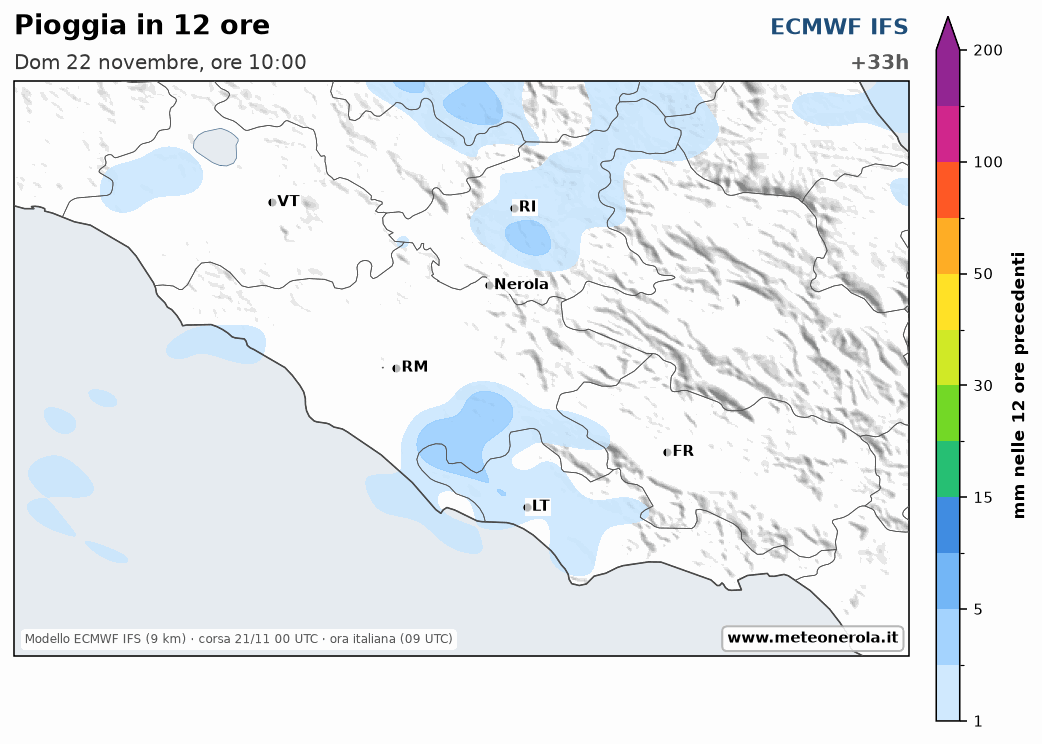 Pioggia in 12 ore
ECMWF IFS
Dom 22 novembre, ore 10:00
+33h
200
100
50
30
15
5
1
mm nelle 12 ore precedenti
VT
RI
Nerola
RM
FR
LT
Modello ECMWF IFS (9 km) · corsa 21/11 00 UTC · ora italiana (09 UTC)
www.meteonerola.it